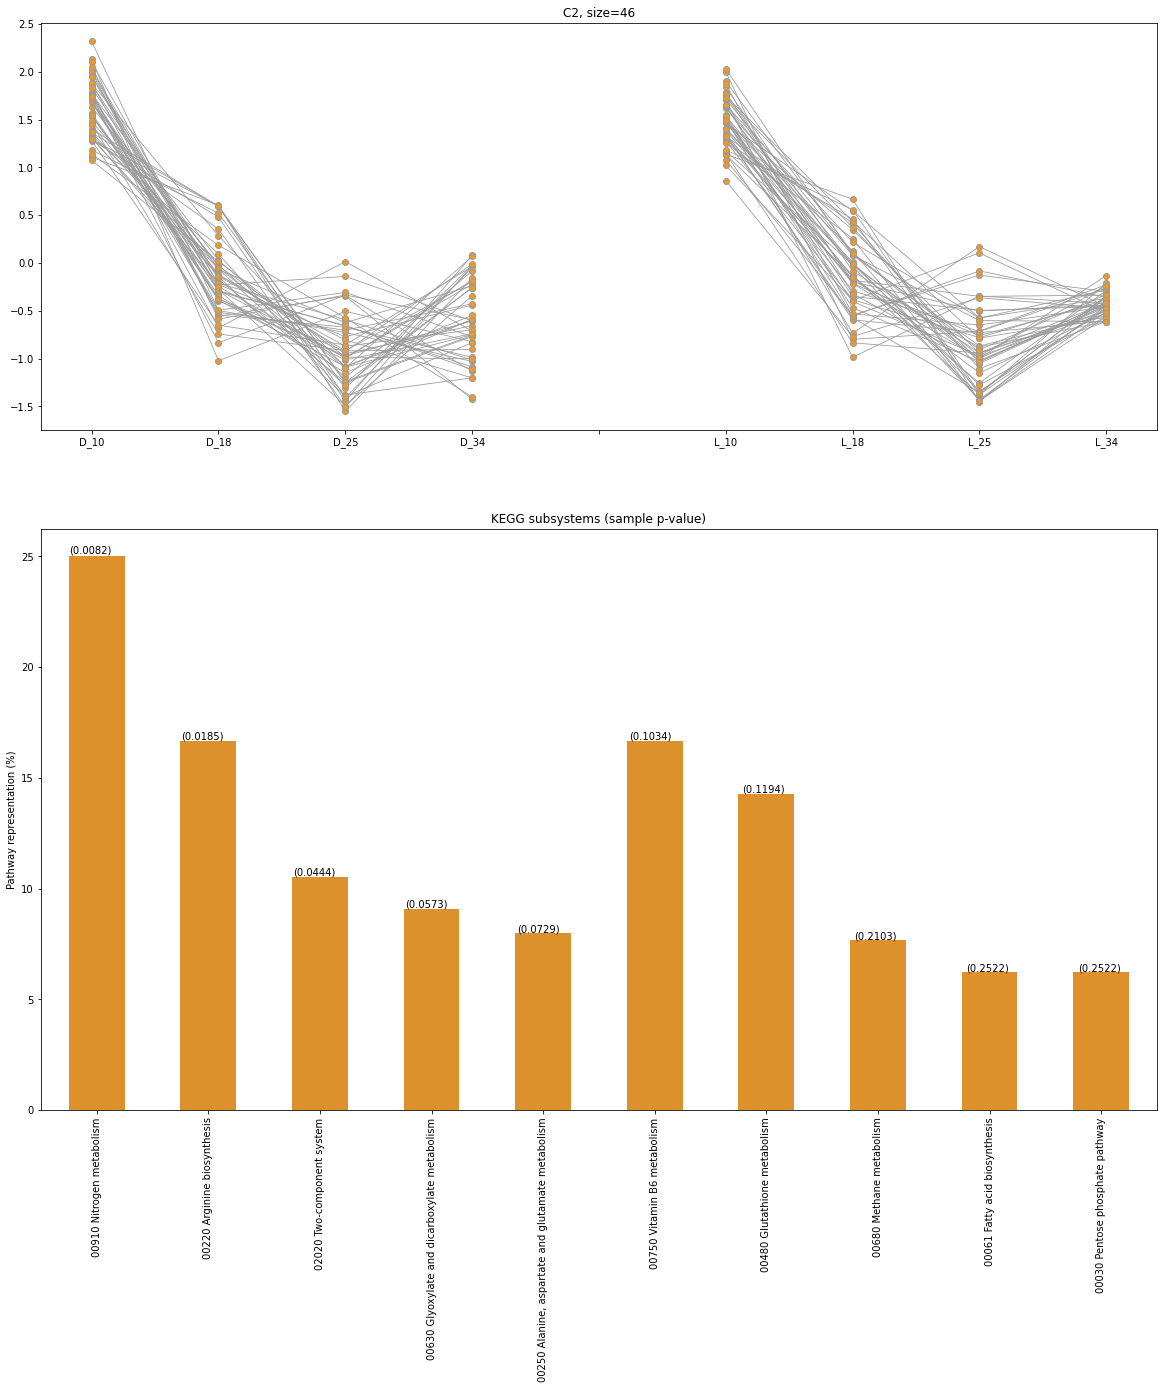 C2, size=46
2.5
2.0
1.5
1.0
0.5
0.0
−0.5
−1.0
−1.5
D_10 D_18 D_25 D_34 L_10 L_18 L_25 L_34
KEGG subsystems (sample p-value)
Pathway representation (%)
25
20
15
10
5
0
(0.0082)
(0.0185)
(0.0444)
(0.0573)
(0.0729)
(0.1034)
(0.1194)
(0.2103)
(0.2522)
(0.2522)
00910 Nitrogen metabolism
00220 Arginine biosynthesis
02020 Two-component system
00630 Glyoxylate and dicarboxylate metabolism
00250 Alanine, aspartate and glutamate metabolism
00750 Vitamin B6 metabolism
00480 Glutathione metabolism
00680 Methane metabolism
00061 Fatty acid biosynthesis
00030 Pentose phosphate pathway